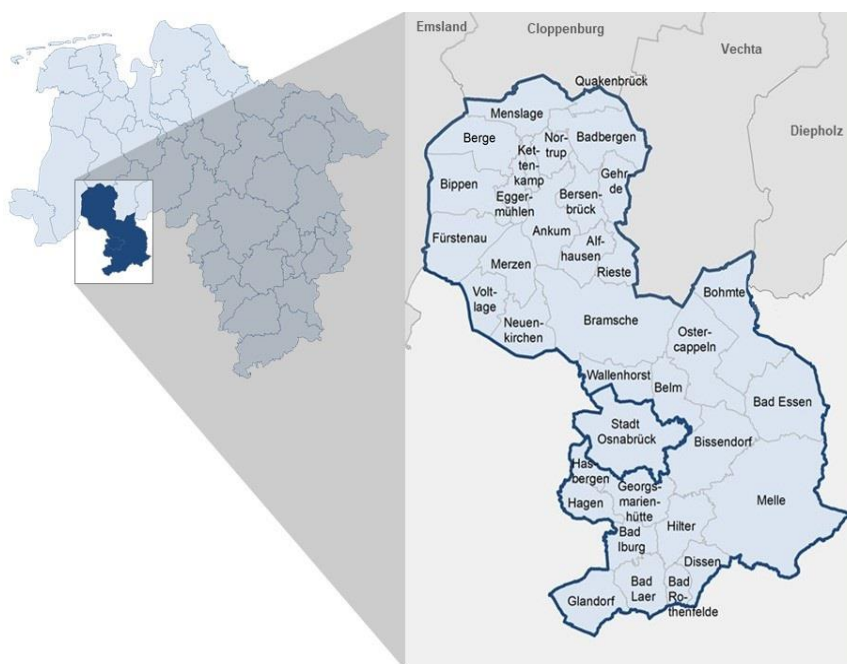 Emsland
Cloppenburg
Vechta
Diepholz
Quakenbrück
Menslage
Berge
Nor-
trup
Badbergen
Ket-
ten-
kamp
Gehr-
de
Bippen
Egger-
mühlen
Bersen-
brück
Ankum
Fürstenau
Alf-
hausen
Merzen
Rieste
Volt-
lage
Neuen-
kirchen
Bramsche
Bohmte
Oster-
cappeln
Wallenhorst
Belm
Bad Essen
Stadt
Osnabrück
Bissendorf
Has-
bergen
Hagen
Georgs-
marien-
hütte
Melle
Hilter
Bad
Iburg
Dissen
Glandorf
Bad
Laer
Bad
Ro-
thenfelde